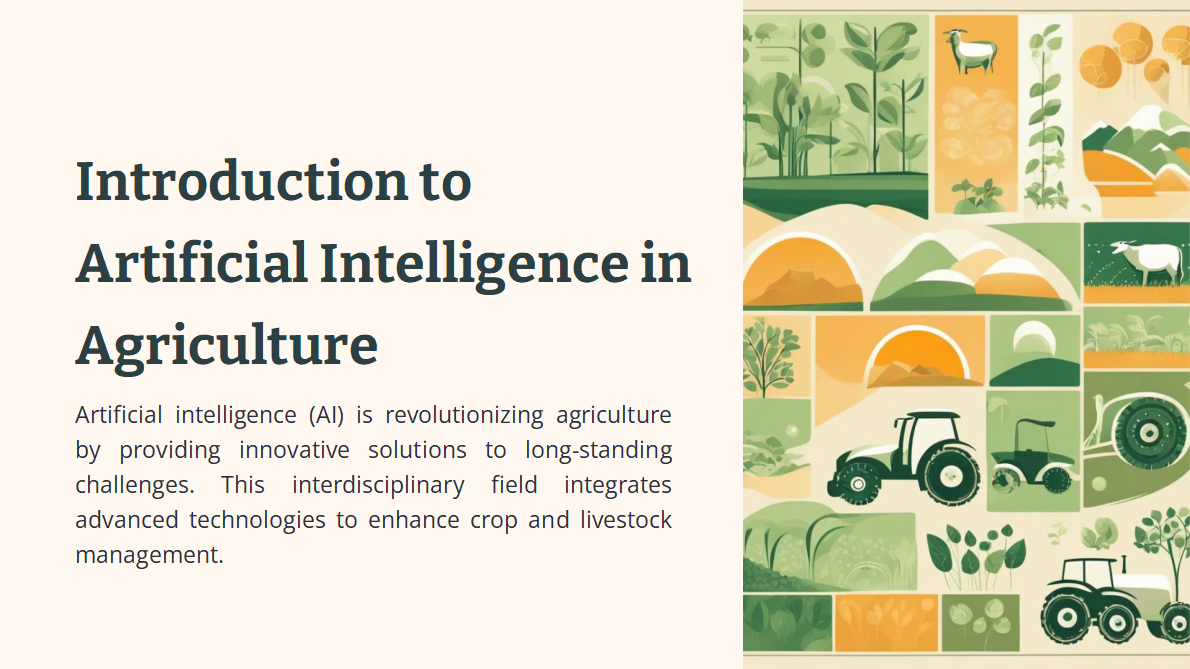 Introduction to
Artificial Intelligence in
Agriculture
Artificial intelligence (AI) is revolutionizing agriculture
by providing innovative solutions to long-standing
challenges. This interdisciplinary field integrates
advanced technologies to enhance crop and livestock
management.